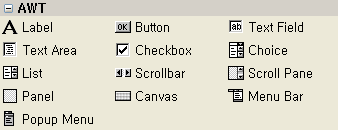 AWT
Label
Button
Text Field
Text Area
Checkbox
Choice
List
Scrollbar
Scroll Pane
Panel
Canvas
Menu Bar
Popup Menu